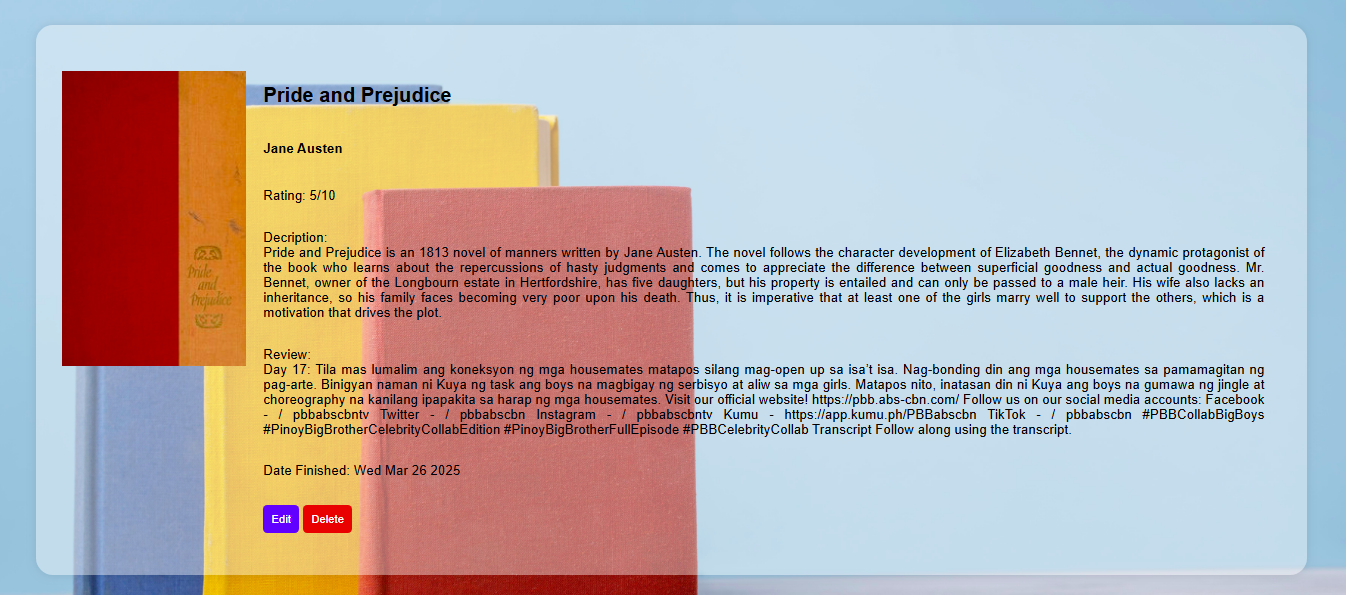 Pride and Prejudice
Jane Austen
Rating: 5/10
Decription:
Pride and Prejudice is an 1813 novel of manners written by Jane Austen. The novel follows the character development of Elizabeth Bennet, the dynamic protagonist of
the book who learns about the repercussions of hasty judgments and comes to appreciate the difference between superficial goodness and actual goodness. Mr.
Bennet, owner of the Longbourn estate in Hertfordshire, has five daughters, but his property is entailed and can only be passed to a male heir. His wife also lacks an
inheritance, so his family faces becoming very poor upon his death. Thus, it is imperative that at least one of the girls marry well to support the others, which is a
motivation that drives the plot.
Pride
and
Prejudice
Review:
Day 17: Tila mas lumalim ang koneksyon ng mga housemates matapos silang mag-open up sa isa’t isa. Nag-bonding din ang mga housemates sa pamamagitan ng
pag-arte. Binigyan naman ni Kuya ng task ang boys na magbigay ng serbisyo at aliw sa mga girls. Matapos nito, inatasan din ni Kuya ang boys na gumawa ng jingle at
choreography na kanilang ipapakita sa harap ng mga housemates. Visit our official website! https://pbb.abs-cbn.com/ Follow us on our social media accounts: Facebook
- / pbbabscbntv Twitter - / pbbabscbn Instagram - / pbbabscbntv Kumu - https://app.kumu.ph/PBBabscbn TikTok - / pbbabscbn #PBBCollabBigBoys
#PinoyBigBrotherCelebrityCollabEdition #PinoyBigBrotherFullEpisode #PBBCelebrityCollab Transcript Follow along using the transcript.
Date Finished: Wed Mar 26 2025
Edit Delete